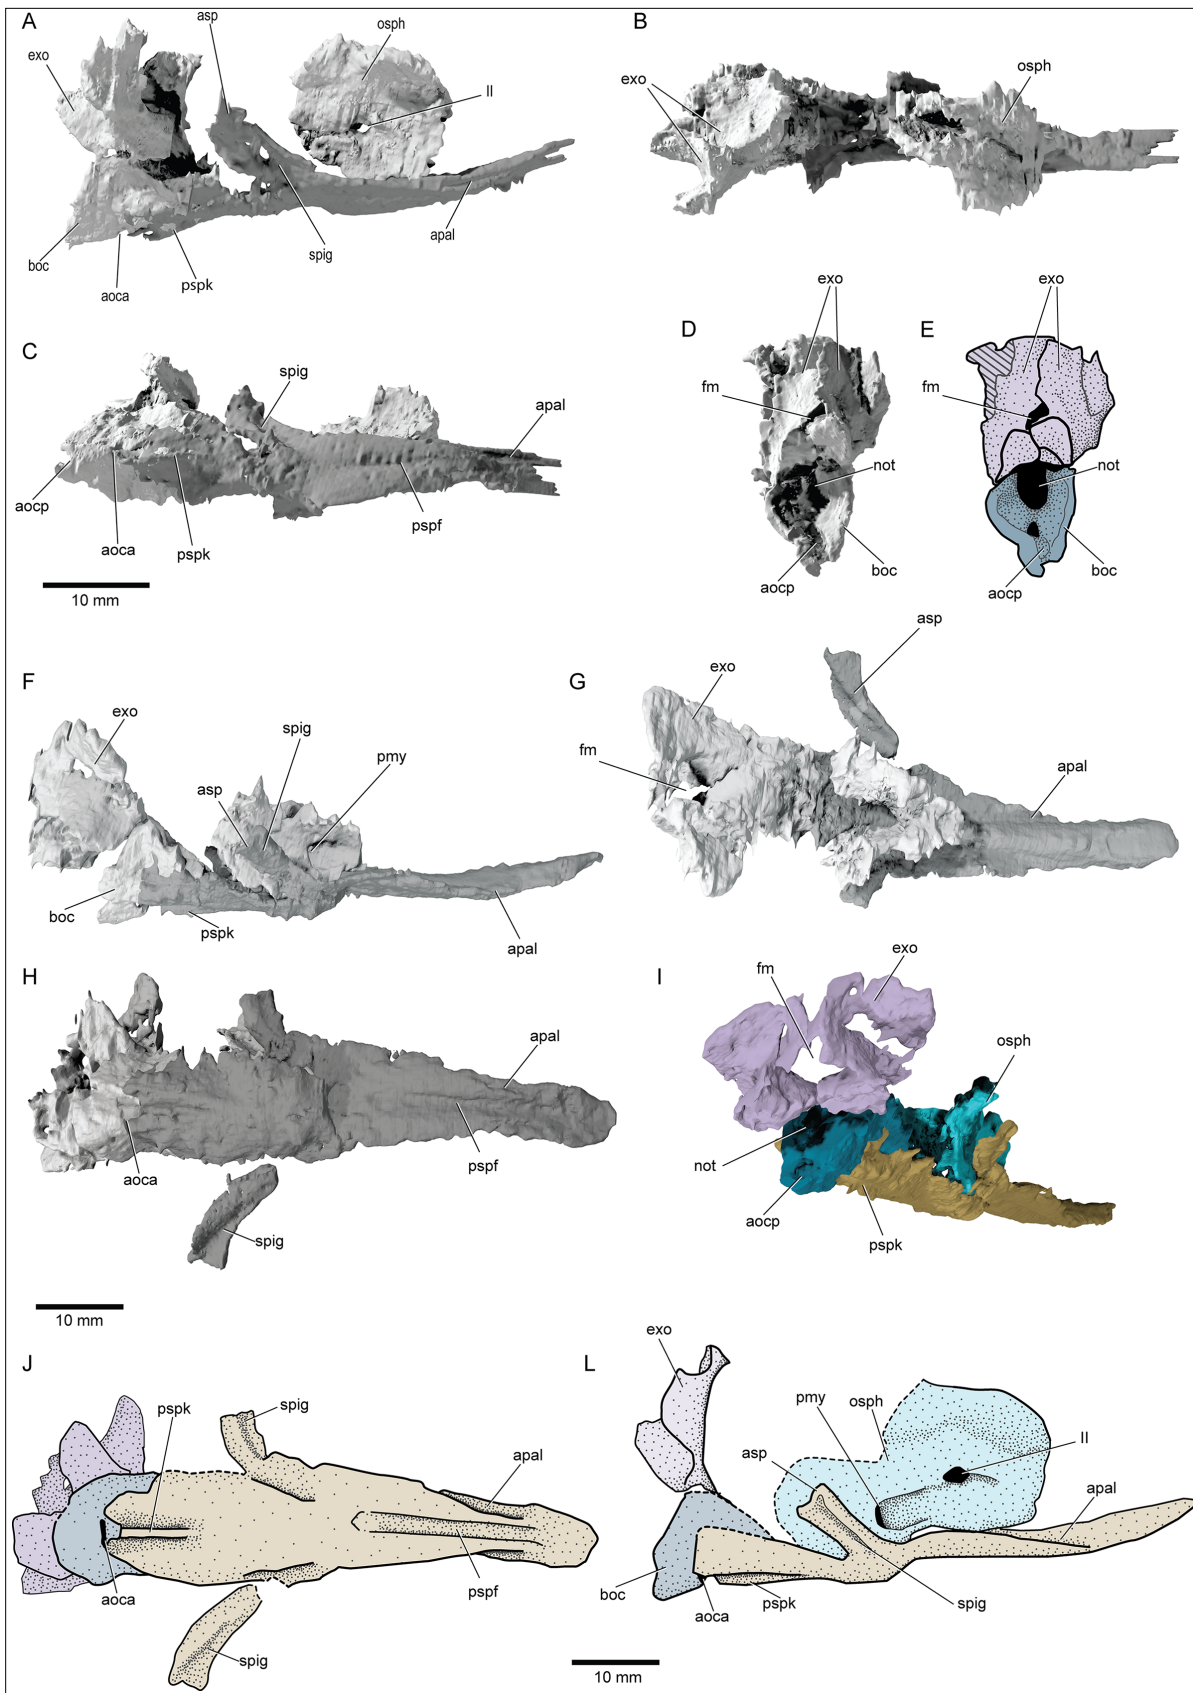 A
asp
osph
exo
II
boc
aoca
pspk
spig
apal
B
exo
osph
C
spig
apal
aocp
aoca
pspk
pspf
10 mm
D
exo
fm
not
aocp
boc
E
exo
fm
not
aocp
boc
F
exo
spig
asp
pmy
boc
pspk
apal
G
asp
exo
fm
apal
H
apal
aoca
pspf
spig
10 mm
I
fm
exo
osph
not
aocp
pspk
J
pspk
spig
apal
aoca
pspf
spig
L
exo
pmy
osph
asp
II
apal
boc
aoca
pspk
spig
10 mm